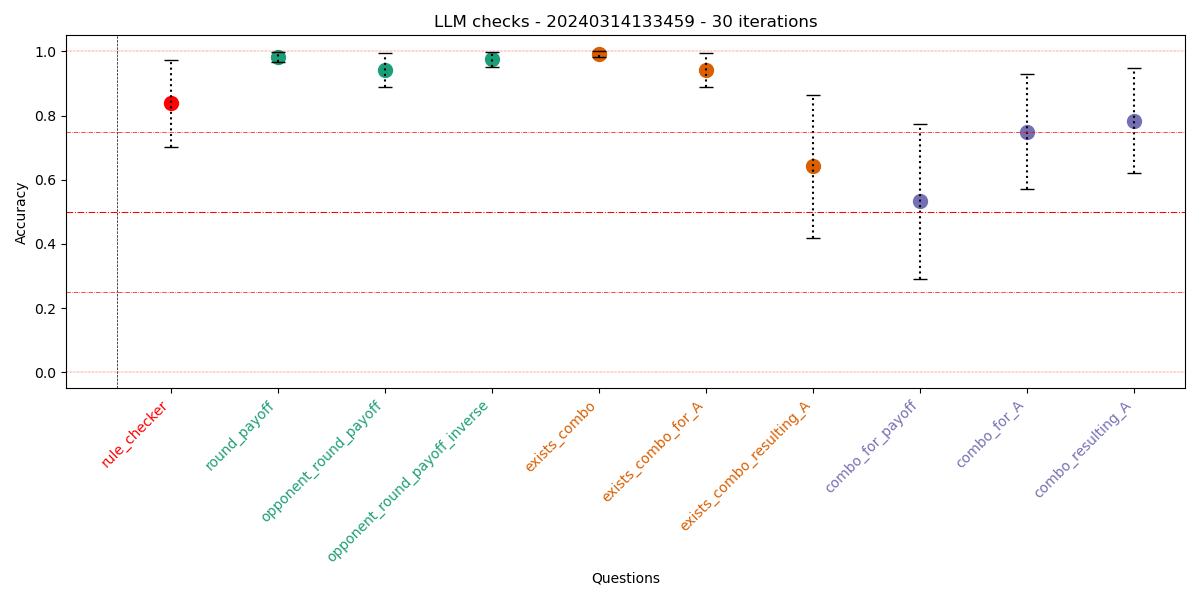 LLM checks - 20240314133459 - 30 iterations
Accuracy
1.0
0.8
0.6
0.4
0.2
0.0
rule_checker
round_payoff
opponent_round_payoff
opponent_round_payoff_inverse
exists_combo
exists_combo_for_A
exists_combo_resulting_A
combo_for_payoff
combo_for_A
combo_resulting_A
Questions